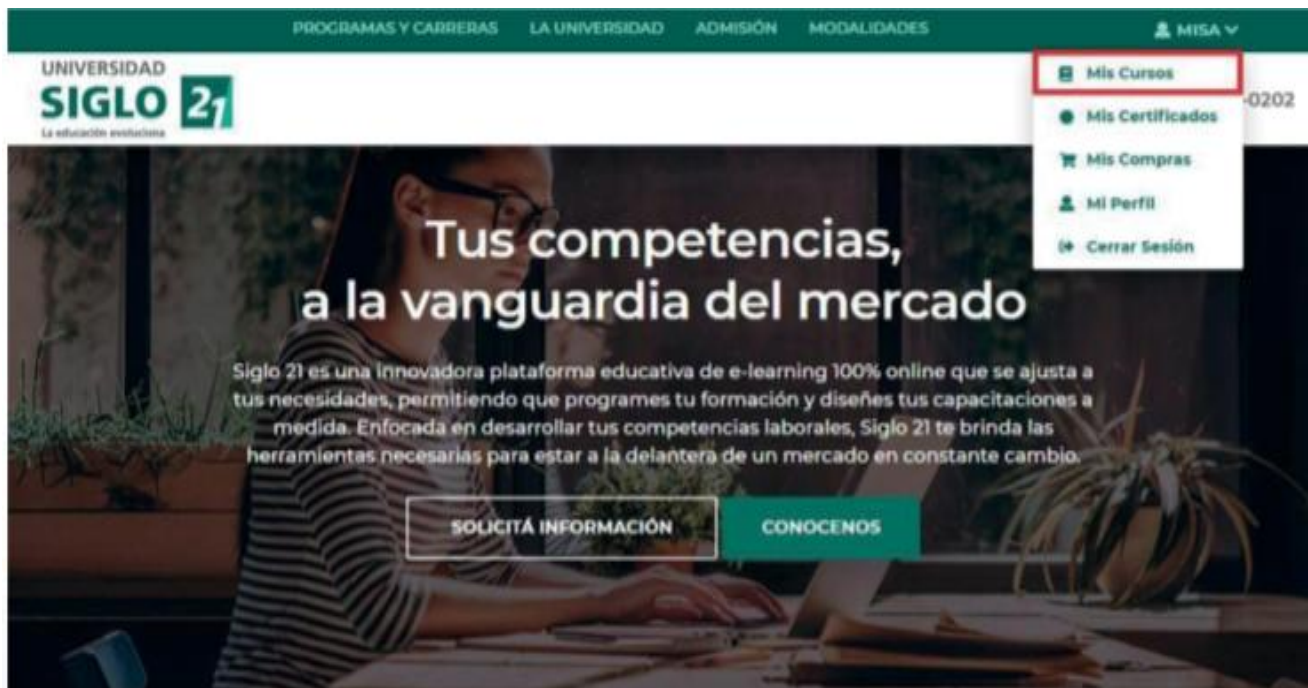 PROGRAMAS Y CARRERAS LA UNIVERSIDAD ADMISIÓN MODALIDADES MISA
UNIVERSIDAD
SIGLO 21
La educación evoluciona
Mis Cursos
-0202
Mis Certificados
Mis Compras
Mi Perfil
Cerrar Sesión
Tus competencias,
a la vanguardia del mercado
Siglo 21 es una innovadora plataforma educativa de e-learning 100% online que se ajusta a
tus necesidades, permitiendo que programes tu formación y diseñes tus capacitaciones a
medida. Enfocada en desarrollar tus competencias laborales, Siglo 21 te brinda las
herramientas necesarias para estar a la delantera de un mercado en constante cambio.
SOLICITÁ INFORMACIÓN CONOCENOS